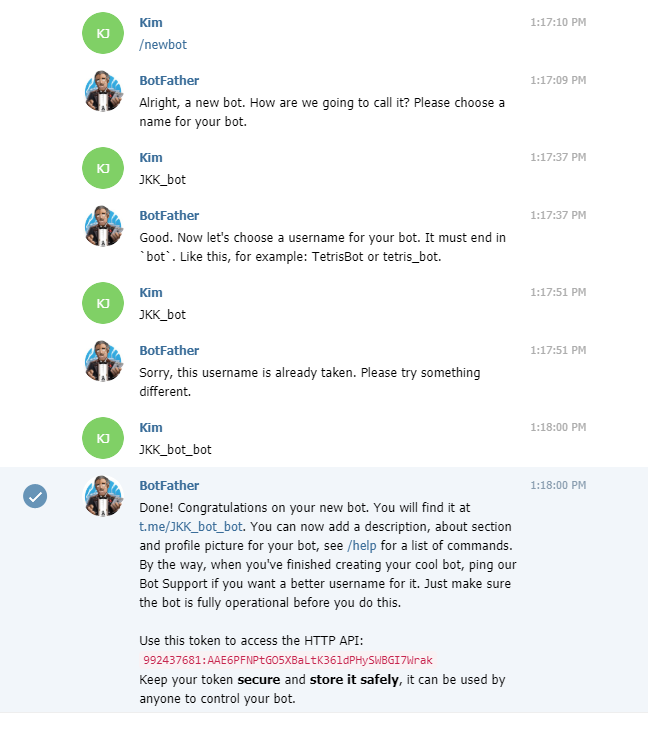 KJ
Kim
1:17:10 PM
/newbot
BotFather
1:17:09 PM
Alright, a new bot. How are we going to call it? Please choose a
name for your bot.
KJ
Kim
1:17:37 PM
JKK_bot
BotFather
1:17:37 PM
Good. Now let's choose a username for your bot. It must end in
`bot`. Like this, for example: TetrisBot or tetris_bot.
KJ
Kim
1:17:51 PM
JKK_bot
BotFather
1:17:51 PM
Sorry, this username is already taken. Please try something
different.
KJ
Kim
1:18:00 PM
JKK_bot_bot
BotFather
1:18:00 PM
Done! Congratulations on your new bot. You will find it at
t.me/JKK_bot_bot. You can now add a description, about section
and profile picture for your bot, see /help for a list of commands.
By the way, when you've finished creating your cool bot, ping our
Bot Support if you want a better username for it. Just make sure
the bot is fully operational before you do this.
Use this token to access the HTTP API:
992437681:AAE6PFNPtGO5XBaLtK36ldPHySWBGI7Wrak
Keep your token secure and store it safely, it can be used by
anyone to control your bot.